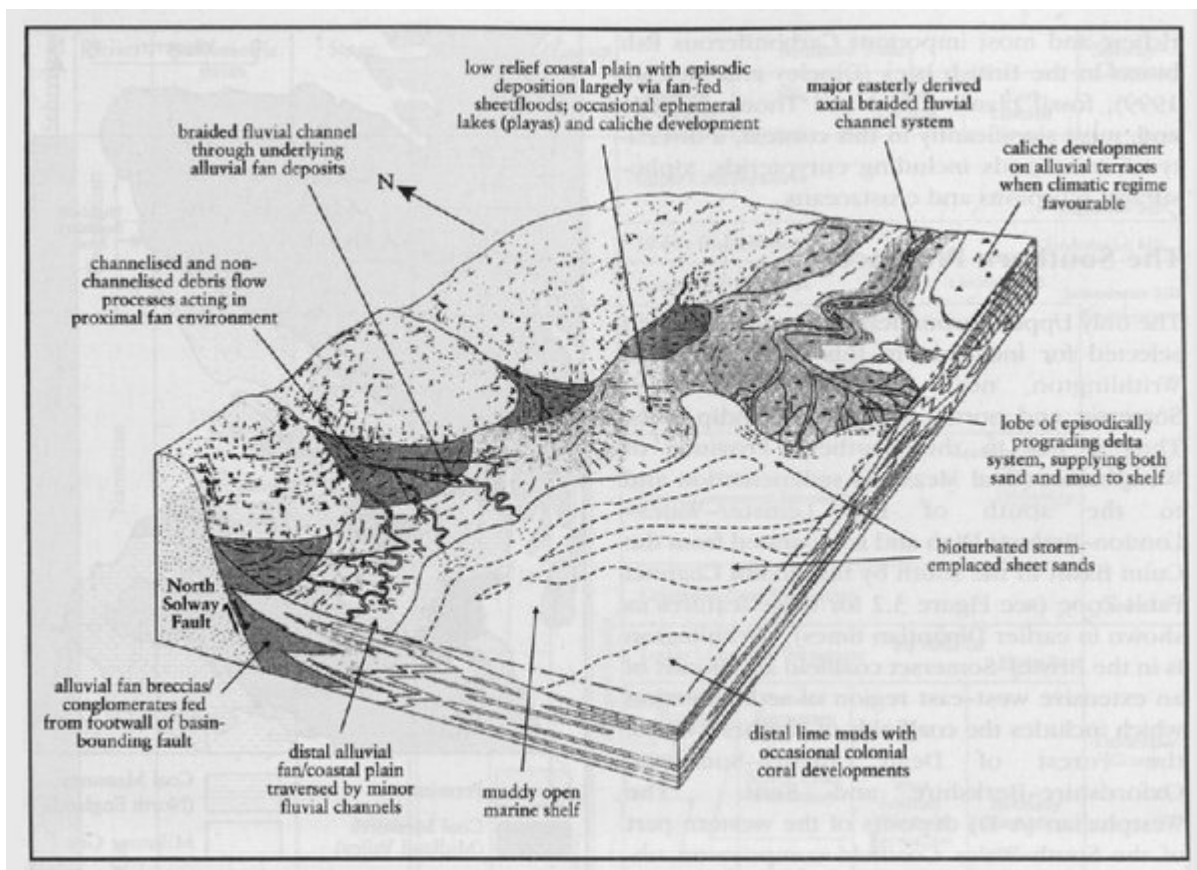 low relief coastal plain with episodic
deposition largely via fan-fed
sheetfloods; occasional ephemeral
lakes (playas) and caliche development
major easterly derived
axial braided fluvial
channel system
braided fluvial channel
through underlying
alluvial fan deposits
caliche development
on alluvial terraces
when climatic regime
favourable
N
channelised and non-
channelised debris flow
processes acting in
proximal fan environment
lobe of episodically
prograding delta
system, supplying both
sand and mud to shelf
bioturbated storm-
emplaced sheet sands
North
Solway
Fault
alluvial fan breccias/
conglomerates fed
from footwall of basin-
bounding fault
distal alluvial
fan/coastal plain
traversed by minor
fluvial channels
muddy open
marine shelf
distal lime muds with
occasional colonial
coral developments